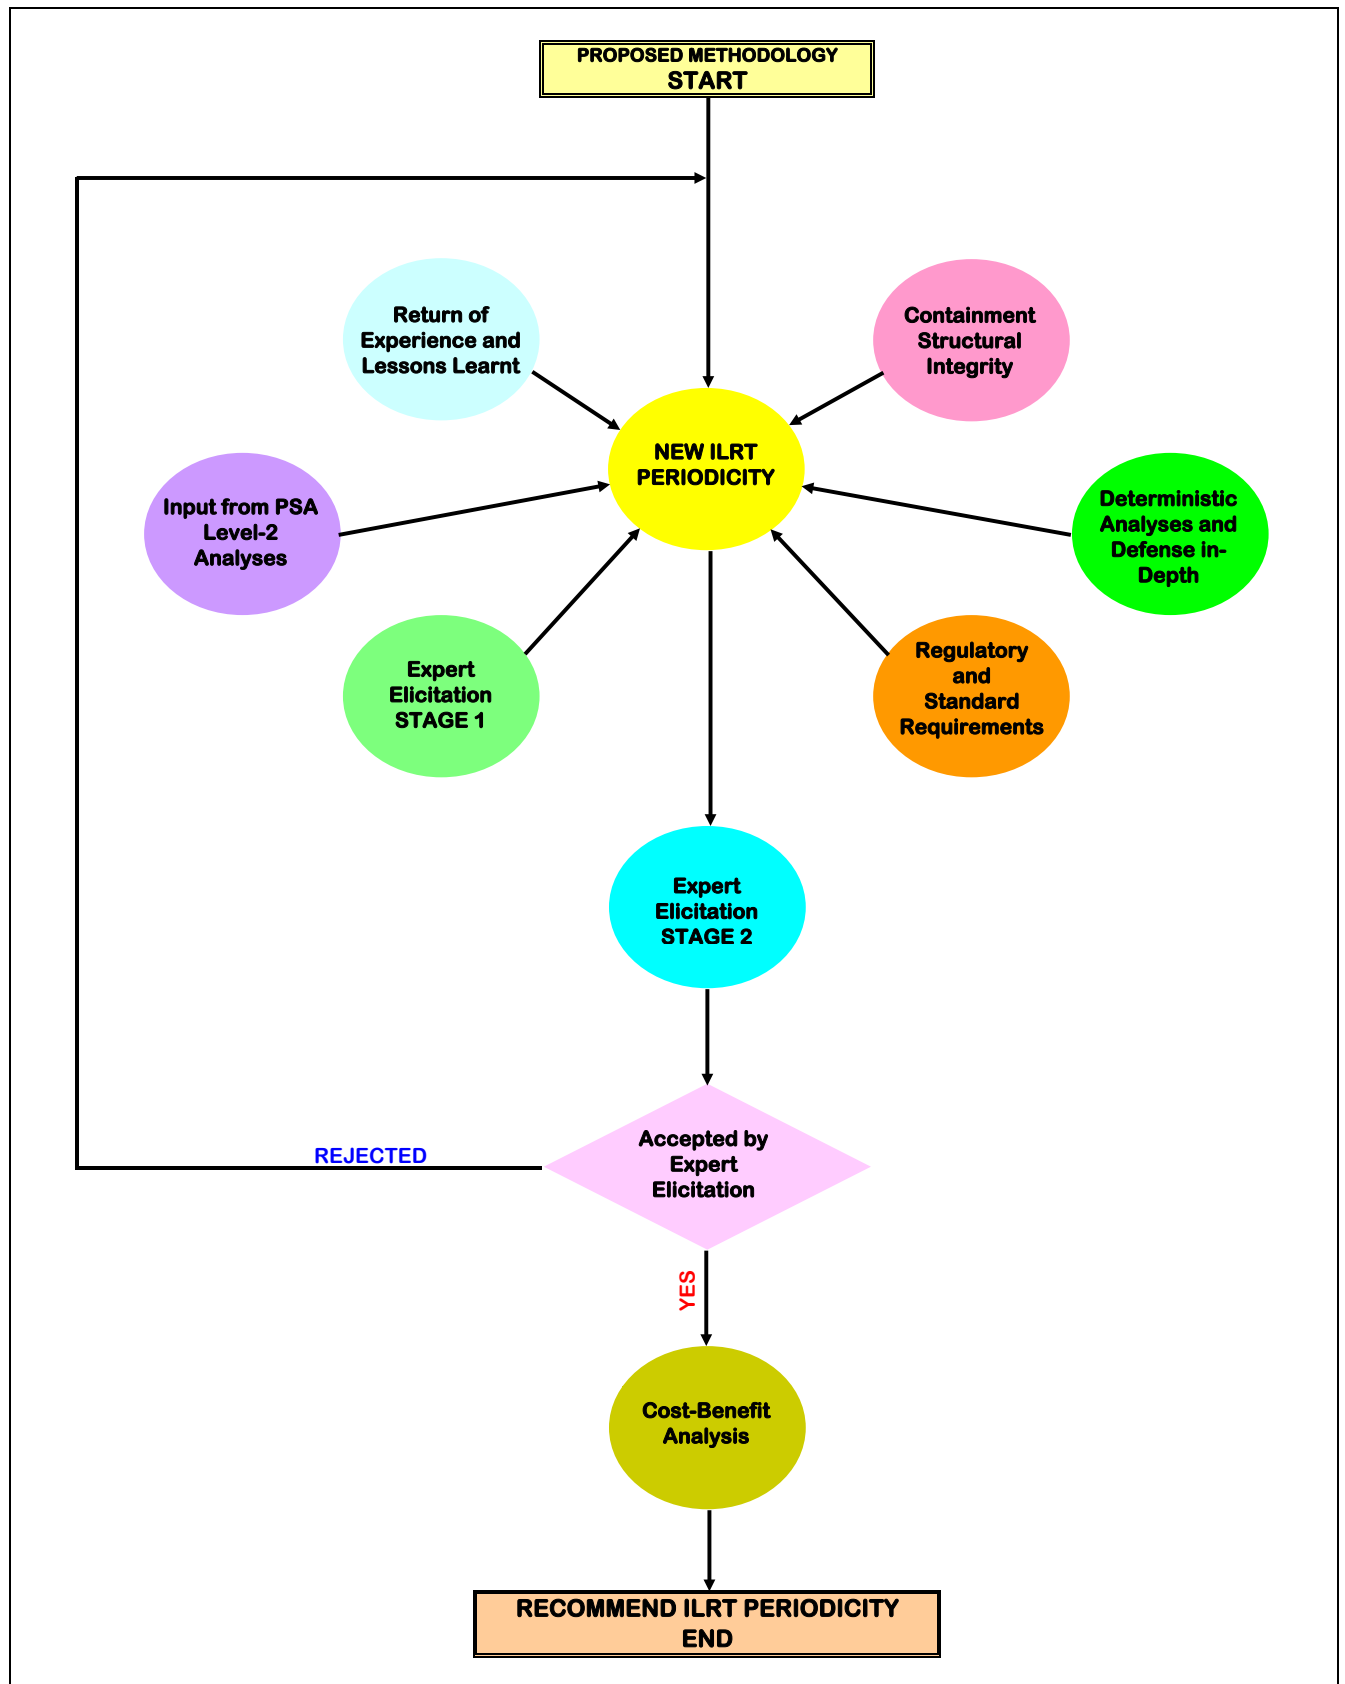 PROPOSED METHODOLOGY
START
Return of
Experience and
Lessons Learnt
Containment
Structural
Integrity
NEW ILRT
PERIODICITY
Input from PSA
Level-2
Analyses
Deterministic
Analyses and
Defense in-
Depth
Expert
Elicitation
STAGE 1
Regulatory
and
Standard
Requirements
Expert
Elicitation
STAGE 2
Accepted by
Expert
Elicitation
REJECTED
YES
Cost-Benefit
Analysis
RECOMMEND ILRT PERIODICITY
END